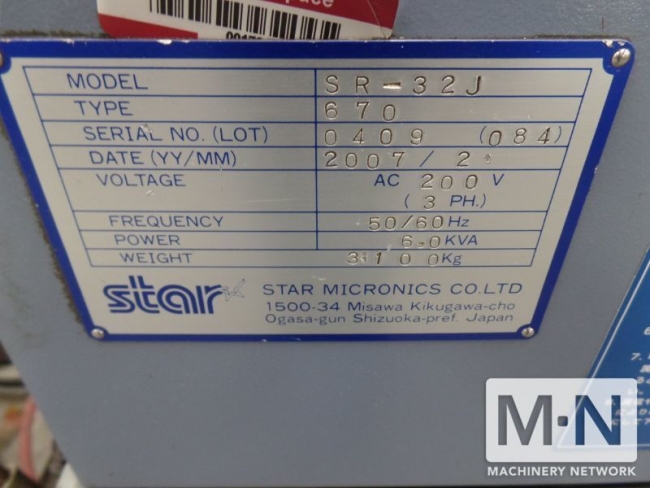 MODEL SR-32J
TYPE 670
SERIAL NO. (LOT) 0409 (084)
DATE (YY/MM) 2007/2
VOLTAGE AC 200 V
(3 PH.)
FREQUENCY 50/60Hz
POWER 6.0KVA
WEIGHT 3100Kg
star STAR MICRONICS CO.LTD
1500-34 Misawa Kikugawa-cho
Ogasa-gun Shizuoka-pref. Japan
7.
M·N
MACHINERY NETWORK